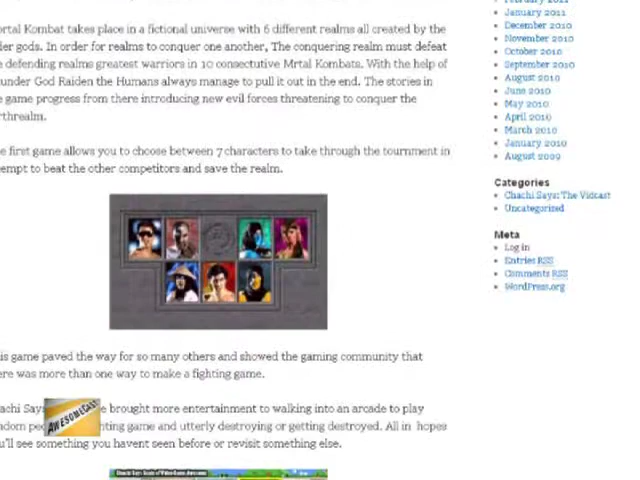 ortal Kombat takes place in a fictional universe with 6 different realms all created by the
der gods. In order for realms to conquer one another, The conquering realm must defeat
e defending realms greatest warriors in 10 consecutive Mrtal Kombats. With the help of
under God Raiden the Humans always manage to pull it out in the end. The stories in
e game progress from there introducing new evil forces threatening to conquer the
rthrealm.
e first game allows you to choose between 7 characters to take through the tournment in
tempt to beat the other competitors and save the realm.
is game paved the way for so many others and showed the gaming community that
ere was more than one way to make a fighting game.
achi Says
e brought more entertainment to walking into an arcade to play
ndom peo
hting game and utterly destroying or getting destroyed. All in hopes
u'll see something you havent seen before or revisit something else.
AWESOMECAST
January 2011
December 2010
November 2010
October 2010
September 2010
August 2010
June 2010
May 2010
April 2010
March 2010
January 2010
August 2009
Categories
Chachi Says: The Vidcast
Uncategorized
Meta
Log in
Entries RSS
Comments RSS
WordPress.org